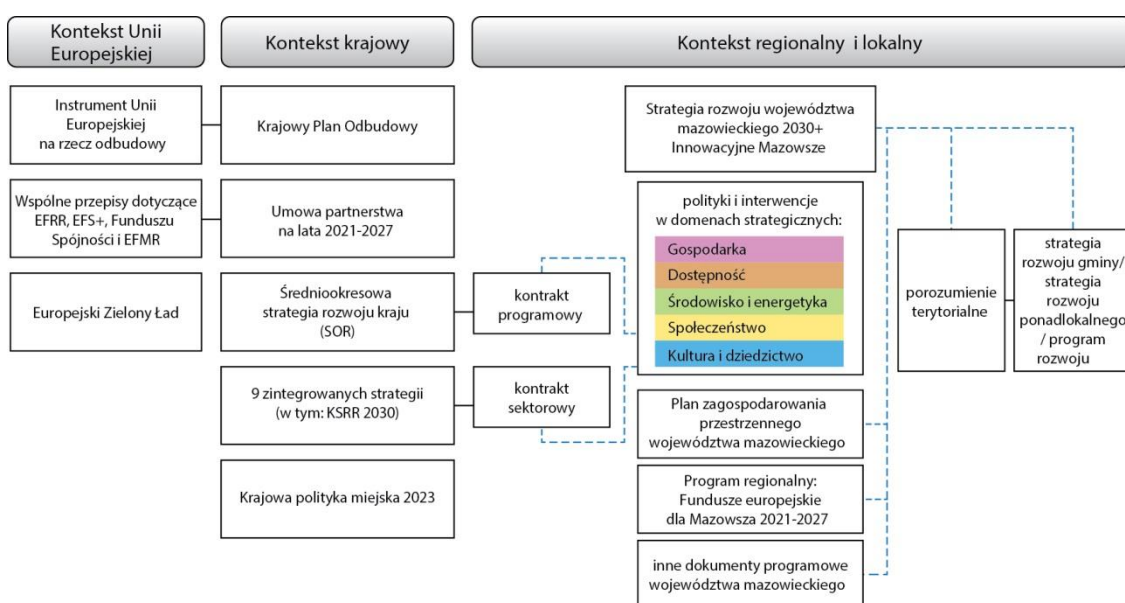 Kontekst Unii
Europejskiej
Kontekst krajowy
Kontekst regionalny i lokalny
Instrument Unii
Europejskiej
na rzecz odbudowy
Krajowy Plan Odbudowy
Strategia rozwoju województwa
mazowieckiego 2030+
Innowacyjne Mazowsze
Wspólne przepisy dotyczące
EFRR, EFS+, Funduszu
Spójności i EFMR
Umowa partnerstwa
na lata 2021-2027
polityki i interwencje
w domenach strategicznych:
Gospodarka
Dostępność
Środowisko i energetyka
Społeczeństwo
Kultura i dziedzictwo
Europejski Zielony Ład
Średniookresowa
strategia rozwoju kraju
(SOR)
kontrakt
programowy
porozumienie
terytorialne
strategia
rozwoju gminy/
strategia
rozwoju
ponadlokalnego
/ program
rozwoju
9 zintegrowanych strategii
(w tym: KSRR 2030)
kontrakt
sektorowy
Plan zagospodarowania
przestrzennego
województwa mazowieckiego
Krajowa polityka miejska 2023
Program regionalny:
Fundusze europejskie
dla Mazowsza 2021-2027
inne dokumenty programowe
województwa mazowieckiego